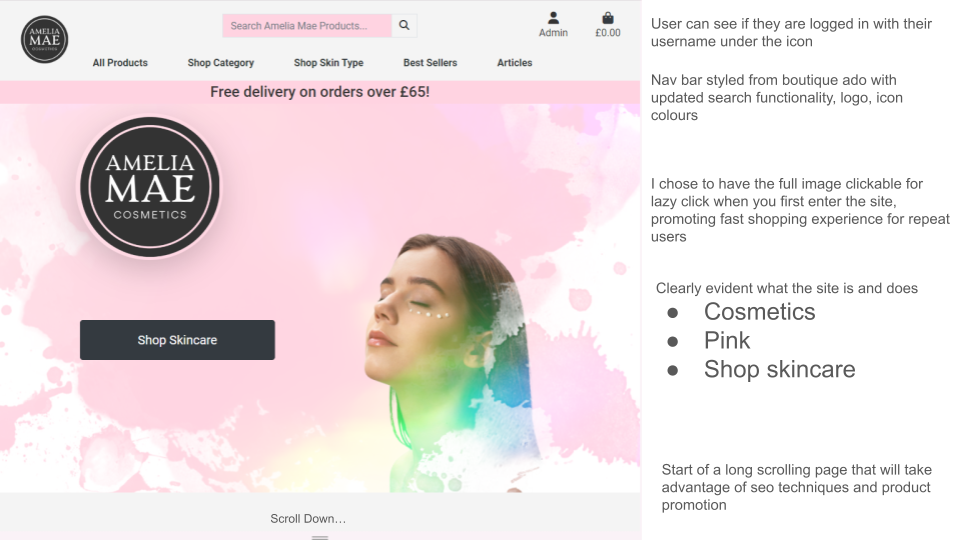 AMELIA
MAE
COSMETICS
Search Amelia Mae Products...
Admin
£0.00
All Products
Shop Category
Shop Skin Type
Best Sellers
Articles
Free delivery on orders over £65!
AMELIA
MAE
COSMETICS
Shop Skincare
Scroll Down…
User can see if they are logged in with their
username under the icon
Nav bar styled from boutique ado with
updated search functionality, logo, icon
colours
I chose to have the full image clickable for
lazy click when you first enter the site,
promoting fast shopping experience for repeat
users
Clearly evident what the site is and does
● Cosmetics
● Pink
● Shop skincare
Start of a long scrolling page that will take
advantage of seo techniques and product
promotion